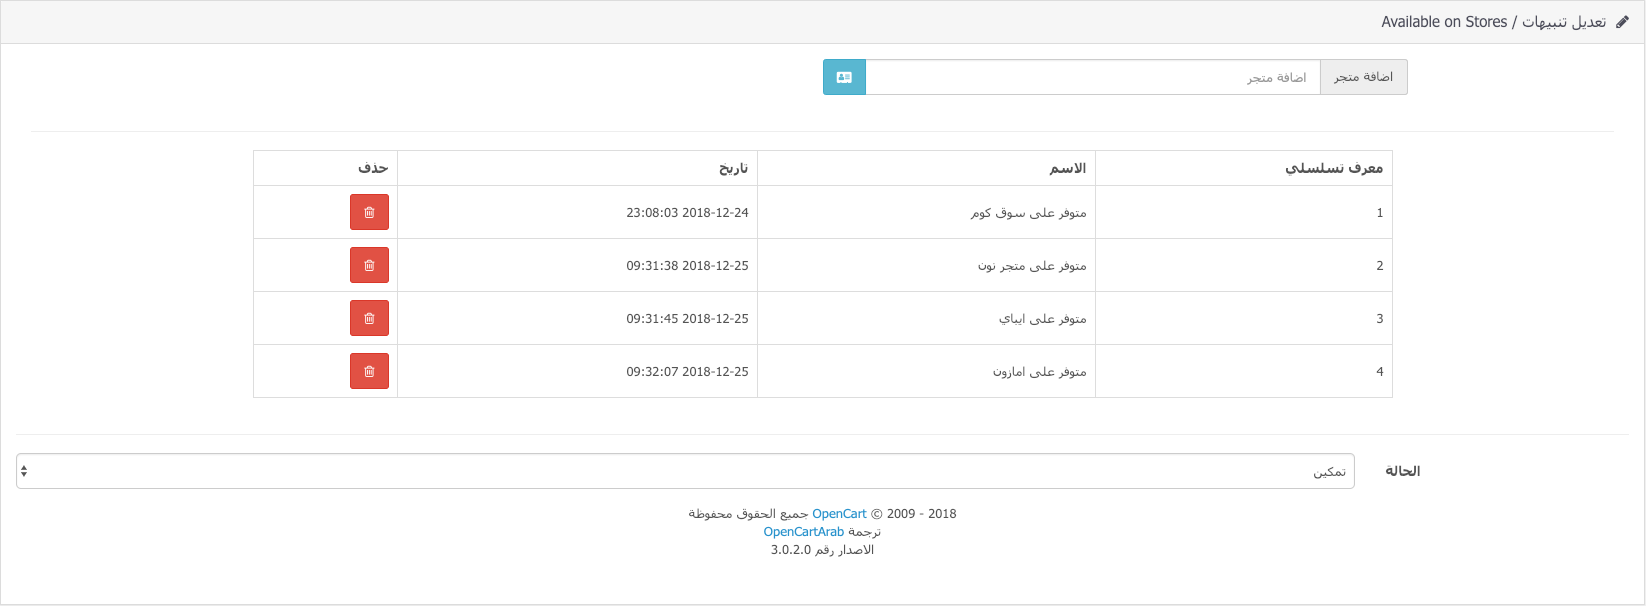 تعديل تنبيهات / Available on Stores
اضافة متجر اضافة متجر
معرف تسلسلي الاسم تاريخ حذف
1 متوفر على سوق كوم 2018-12-24 23:08:03
2 متوفر على متجر نون 2018-12-25 09:31:38
3 متوفر على ايباي 2018-12-25 09:31:45
4 متوفر على امازون 2018-12-25 09:32:07
الحالة تمكين
2018 - 2009 © OpenCart جميع الحقوق محفوظة
ترجمة OpenCartArab
الاصدار رقم 3.0.2.0